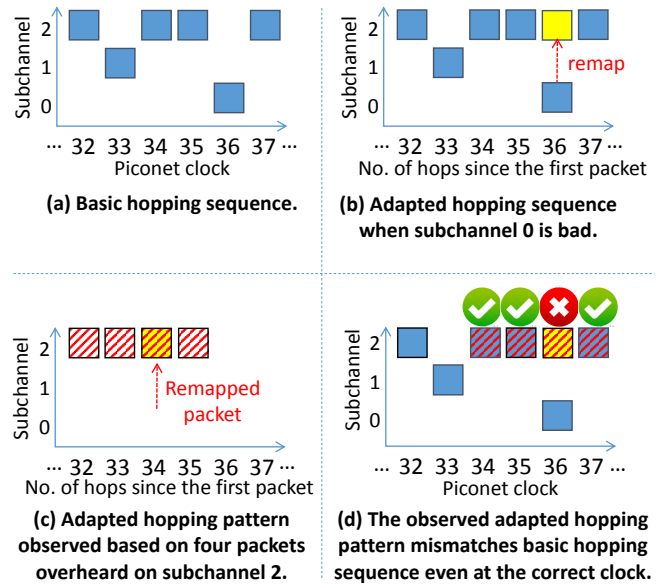 Subchannel
2
1
0
... 32 33 34 35 36 37 ...
Piconet clock
(a) Basic hopping sequence.
Subchannel
2
1
0
remap
... 32 33 34 35 36 37 ...
No. of hops since the first packet
(b) Adapted hopping sequence
when subchannel 0 is bad.
Subchannel
2
1
0
Remapped
packet
... 32 33 34 35 36 37 ...
No. of hops since the first packet
(c) Adapted hopping pattern
observed based on four packets
overheard on subchannel 2.
Subchannel
2
1
0
... 32 33 34 35 36 37 ...
Piconet clock
(d) The observed adapted hopping
pattern mismatches basic hopping
sequence even at the correct clock.